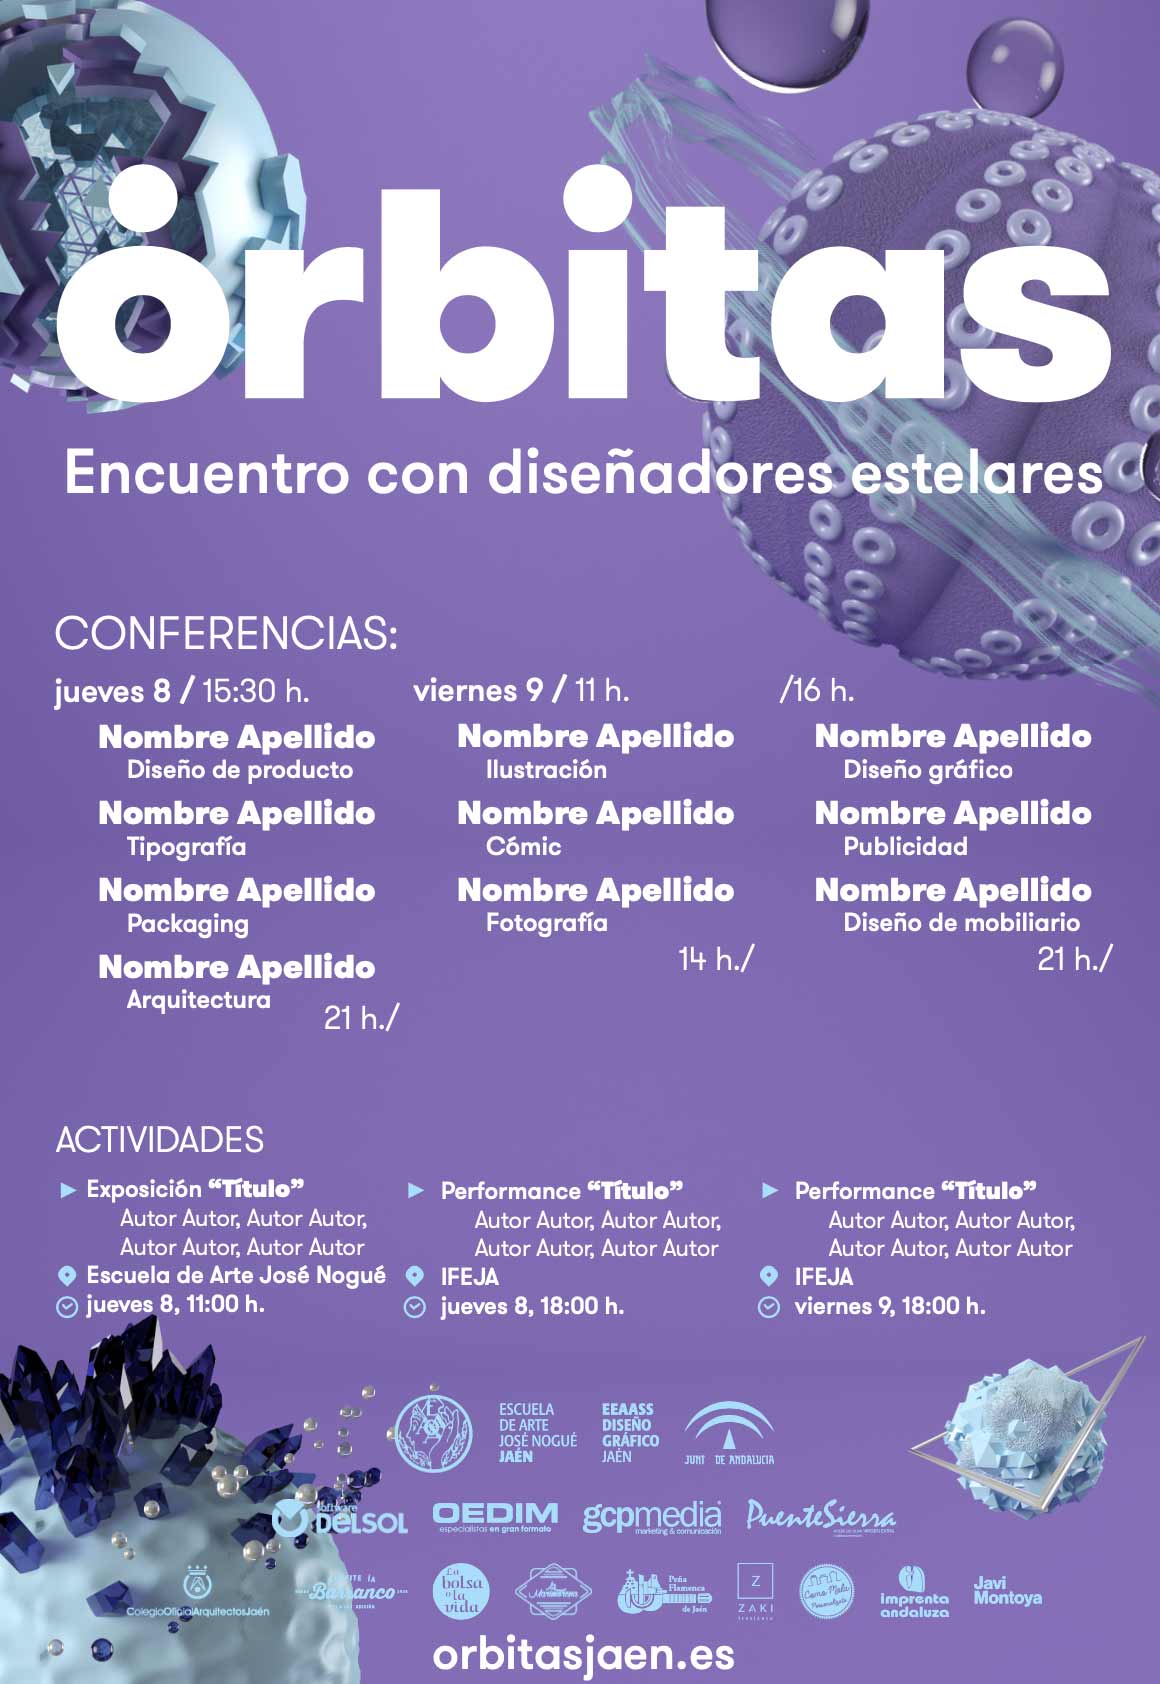 orbitas
Encuentro con diseñadores estelares
CONFERENCIAS:
jueves 8 / 15:30 h.
Nombre Apellido
Diseño de producto
Nombre Apellido
Tipografía
Nombre Apellido
Packaging
Nombre Apellido
Arquitectura
21 h./
viernes 9 / 11 h.
Nombre Apellido
Ilustración
Nombre Apellido
Cómic
Nombre Apellido
Fotografía
14 h./
/16 h.
Nombre Apellido
Diseño gráfico
Nombre Apellido
Publicidad
Nombre Apellido
Diseño de mobiliario
21 h./
ACTIVIDADES
Exposición “Título”
Autor Autor, Autor Autor,
Autor Autor, Autor Autor
Escuela de Arte José Nogué
jueves 8, 11:00 h.
Performance “Título”
Autor Autor, Autor Autor,
Autor Autor, Autor Autor
IFEJA
jueves 8, 18:00 h.
Performance “Título”
Autor Autor, Autor Autor,
Autor Autor, Autor Autor
IFEJA
viernes 9, 18:00 h.
ESCUELA
DE ARTE
JOSÉ NOGUÉ
JAÉN
EEAASS
DISEÑO
GRÁFICO
JAÉN
JUNT DE ANDALUCIA
software
DELSOL
OEDIM
especialistas en gran formato
gcpmedia
marketing & comunicación
PuenteSierra
ColegioOficialArquitectosJaén
Barranco
La
bolsa
o la
vida
Peña
Flamenca
de Jaén
Z
ZAKI
imprenta
andaluza
Javi
Montoya
orbitasjaen.es